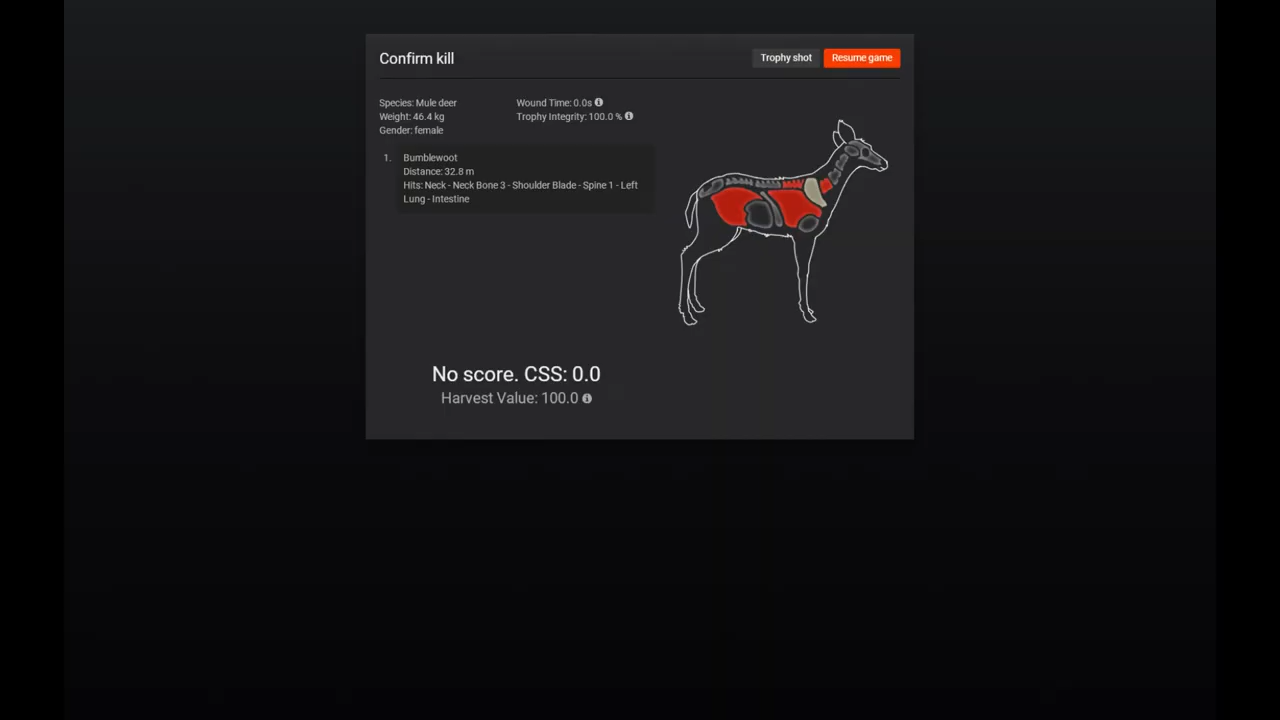 Confirm kill
Trophy shot
Resume game
Species: Mule deer
Weight: 46.4 kg
Gender: female
Wound Time: 0.0s
Trophy Integrity: 100.0 %
1.
Bumblewoot
Distance: 32.8 m
Hits: Neck - Neck Bone 3 - Shoulder Blade - Spine 1 - Left
Lung - Intestine
No score. CSS: 0.0
Harvest Value: 100.0